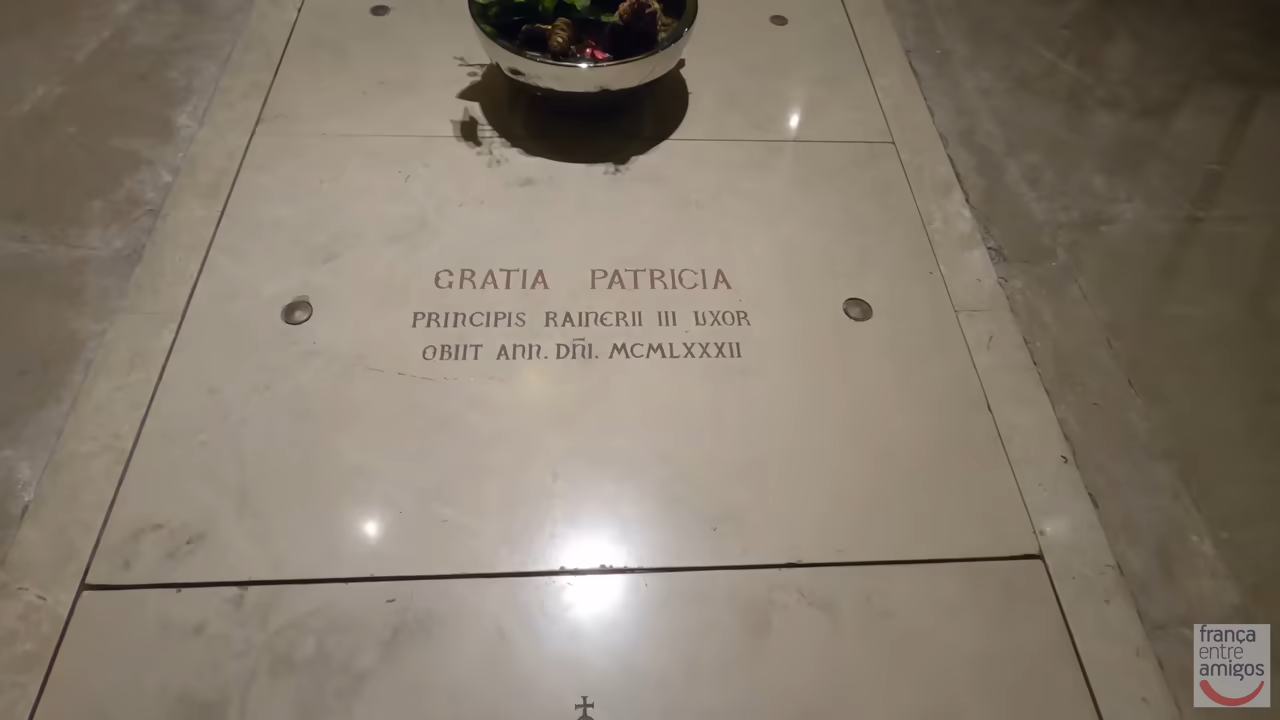 GRATIA PATRICIA
PRINCIPIS RAINERII III UXOR
OBIIT ANN. DÑI. MCMLXXXII
frança
entre
amigos